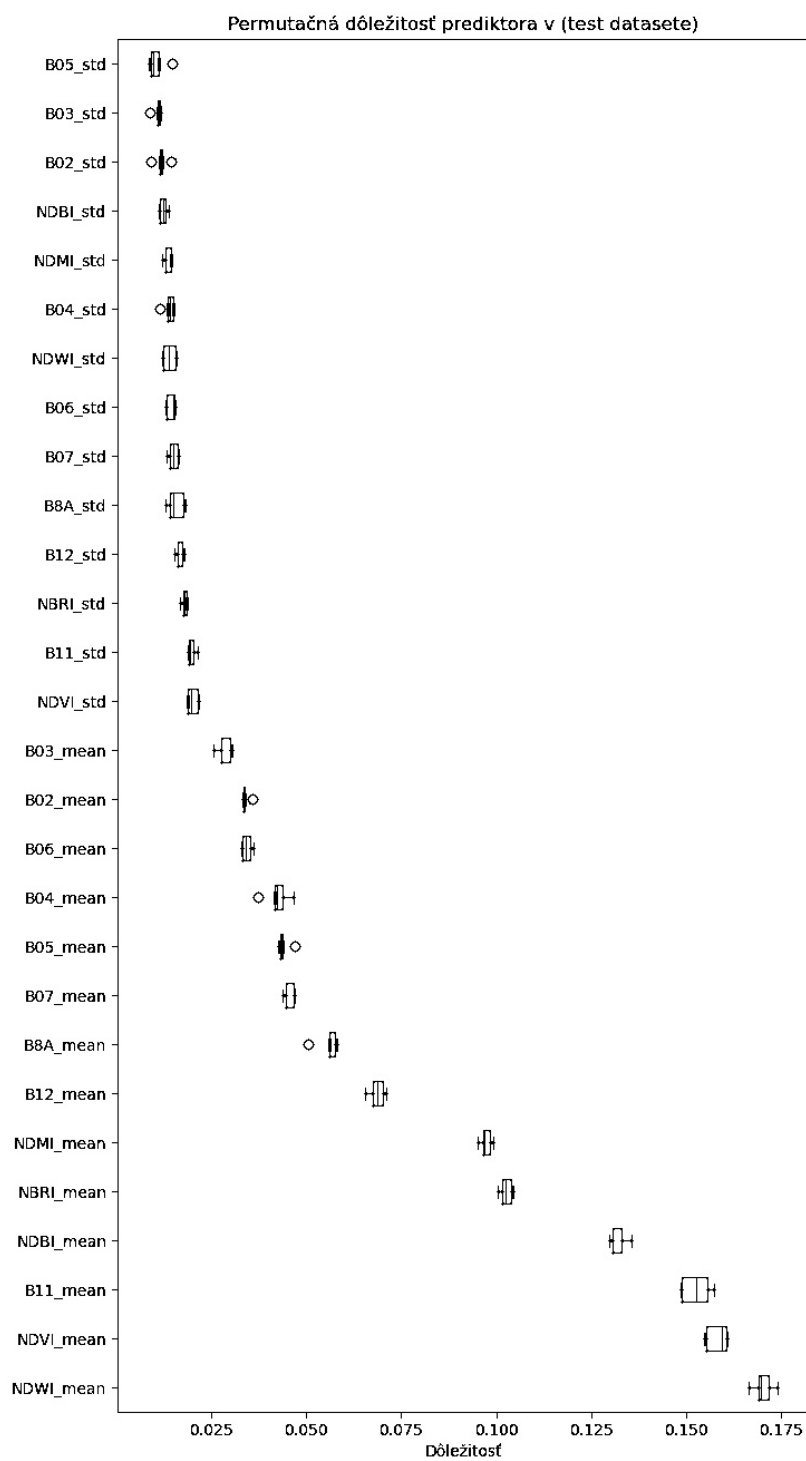 Permutačná dôležitosť prediktora v (test datasete)
B05_std
B03_std
B02_std
NDBI_std
NDMI_std
B04_std
NDWI_std
B06_std
B07_std
B8A_std
B12_std
NBRI_std
B11_std
NDVI_std
B03_mean
B02_mean
B06_mean
B04_mean
B05_mean
B07_mean
B8A_mean
B12_mean
NDMI_mean
NBRI_mean
NDBI_mean
B11_mean
NDVI_mean
NDWI_mean
0.025 0.050 0.075 0.100 0.125 0.150 0.175
Dôležitosť